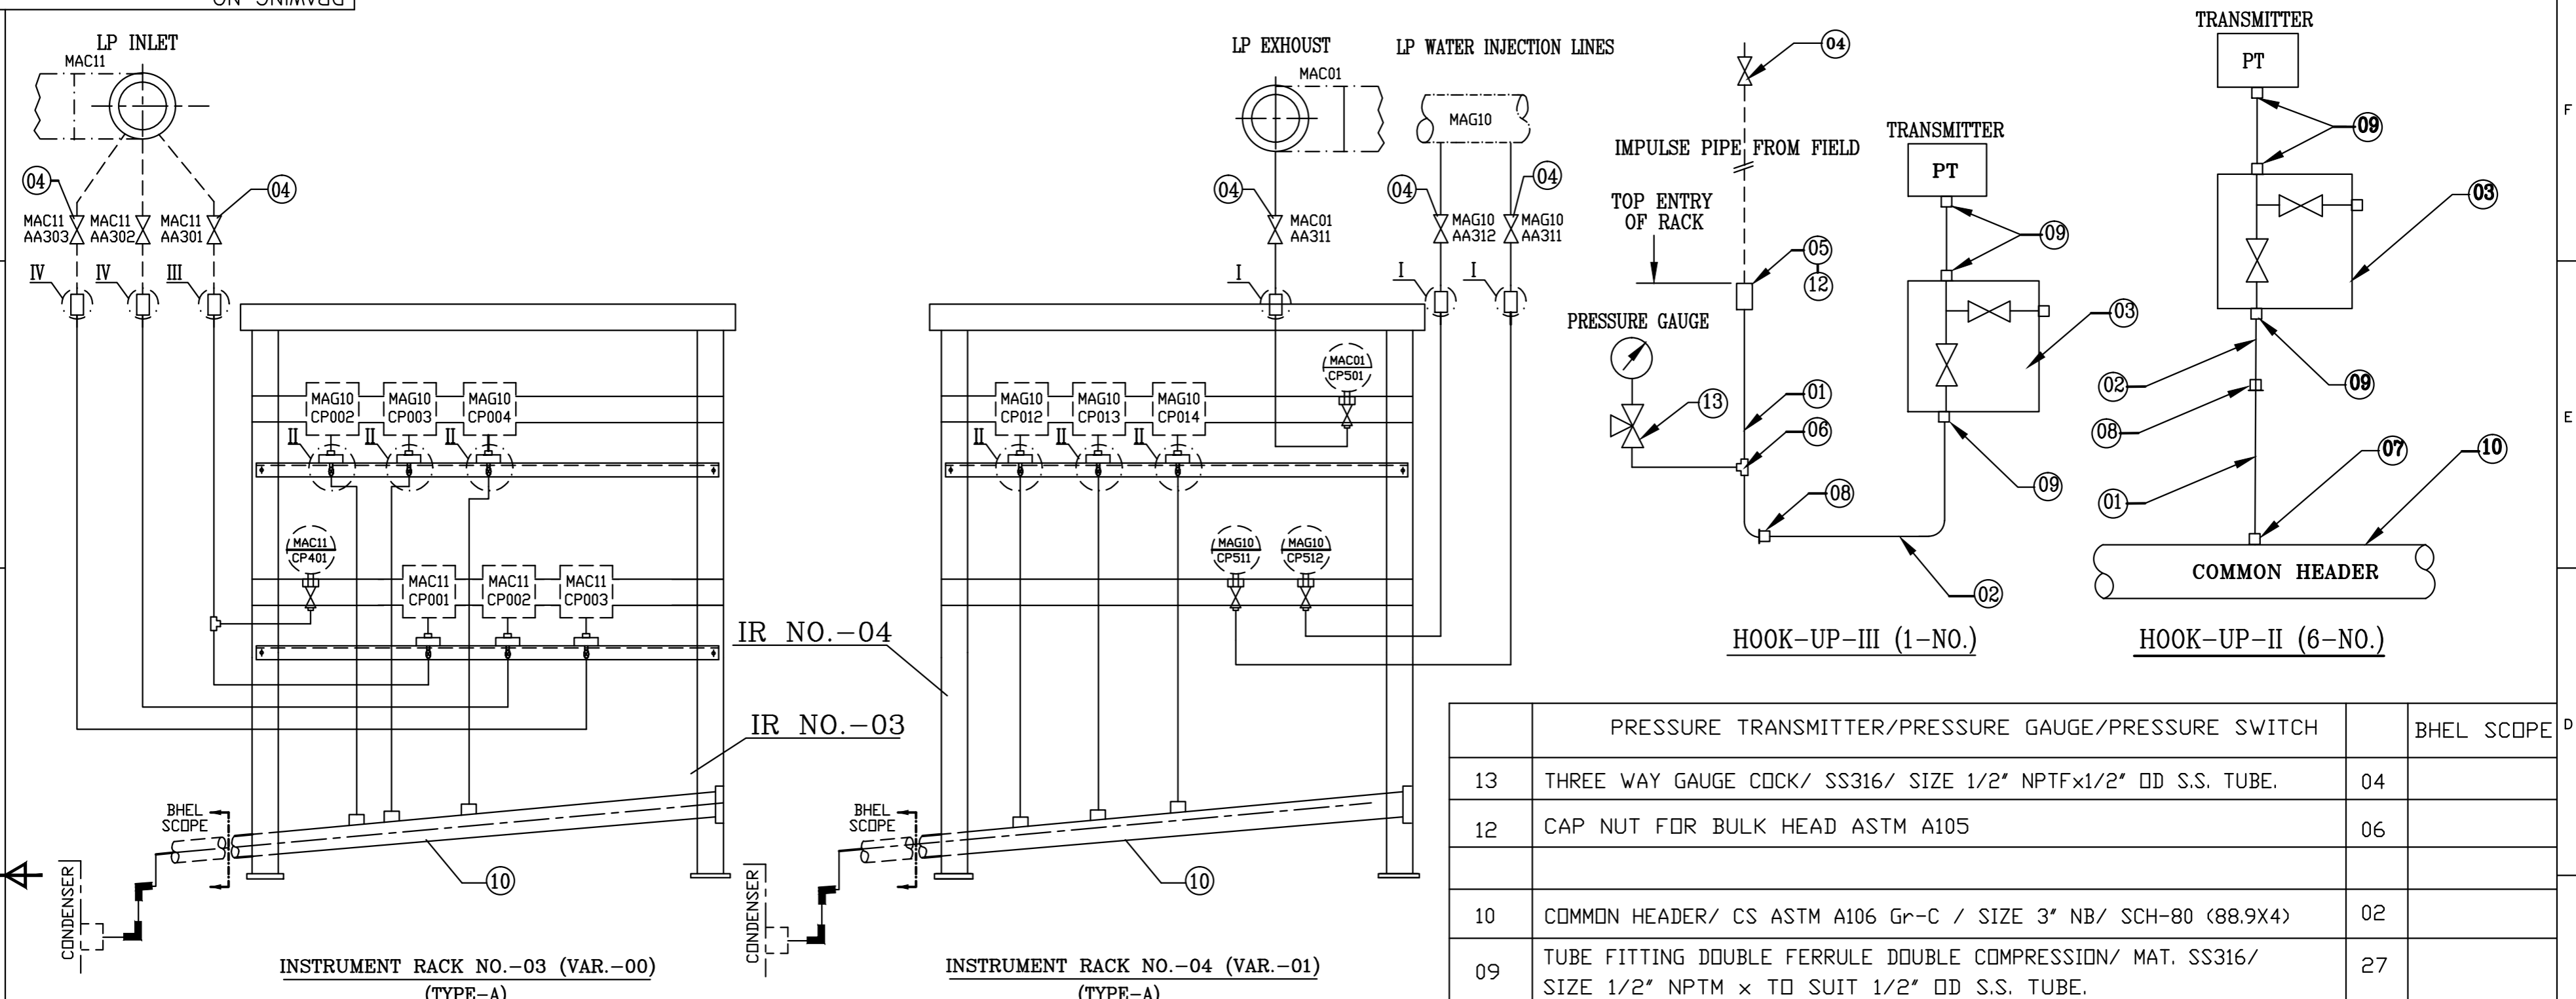 DRAWING NO
LP INLET
MAC11
04
04
MAC11
AA303
MAC11
AA302
MAC11
AA301
IV
IV
III
MAG10
CP002
MAG10
CP003
MAG10
CP004
II
II
II
MAC11
CP401
MAC11
CP001
MAC11
CP002
MAC11
CP003
IR NO.-04
IR NO.-03
BHEL
SCOPE
CONDENSER
10
INSTRUMENT RACK NO.-03 (VAR.-00)
(TYPE-A)
LP EXHOUST
MAC01
LP WATER INJECTION LINES
MAG10
04
04
04
MAC01
AA311
MAG10
AA312
MAG10
AA311
I
I
I
MAC01
CP501
MAG10
CP012
MAG10
CP013
MAG10
CP014
II
II
II
MAG10
CP511
MAG10
CP512
BHEL
SCOPE
CONDENSER
10
INSTRUMENT RACK NO.-04 (VAR.-01)
(TYPE-A)
04
IMPULSE PIPE FROM FIELD
TOP ENTRY
OF RACK
05
12
PRESSURE GAUGE
13
01
06
08
TRANSMITTER
PT
09
03
09
02
HOOK-UP-III (1-NO.)
TRANSMITTER
PT
09
03
02
09
08
07
10
01
COMMON HEADER
HOOK-UP-II (6-NO.)
F
E
D
PRESSURE TRANSMITTER/PRESSURE GAUGE/PRESSURE SWITCH BHEL SCOPE
13 THREE WAY GAUGE COCK/ SS316/ SIZE 1/2" NPTFx1/2" OD S.S. TUBE. 04
12 CAP NUT FOR BULK HEAD ASTM A105 06
10 COMMON HEADER/ CS ASTM A106 Gr-C / SIZE 3" NB/ SCH-80 (88.9X4) 02
09 TUBE FITTING DOUBLE FERRULE DOUBLE COMPRESSION/ MAT. SS316/ 27
SIZE 1/2" NPTM x TO SUIT 1/2" OD S.S. TUBE.